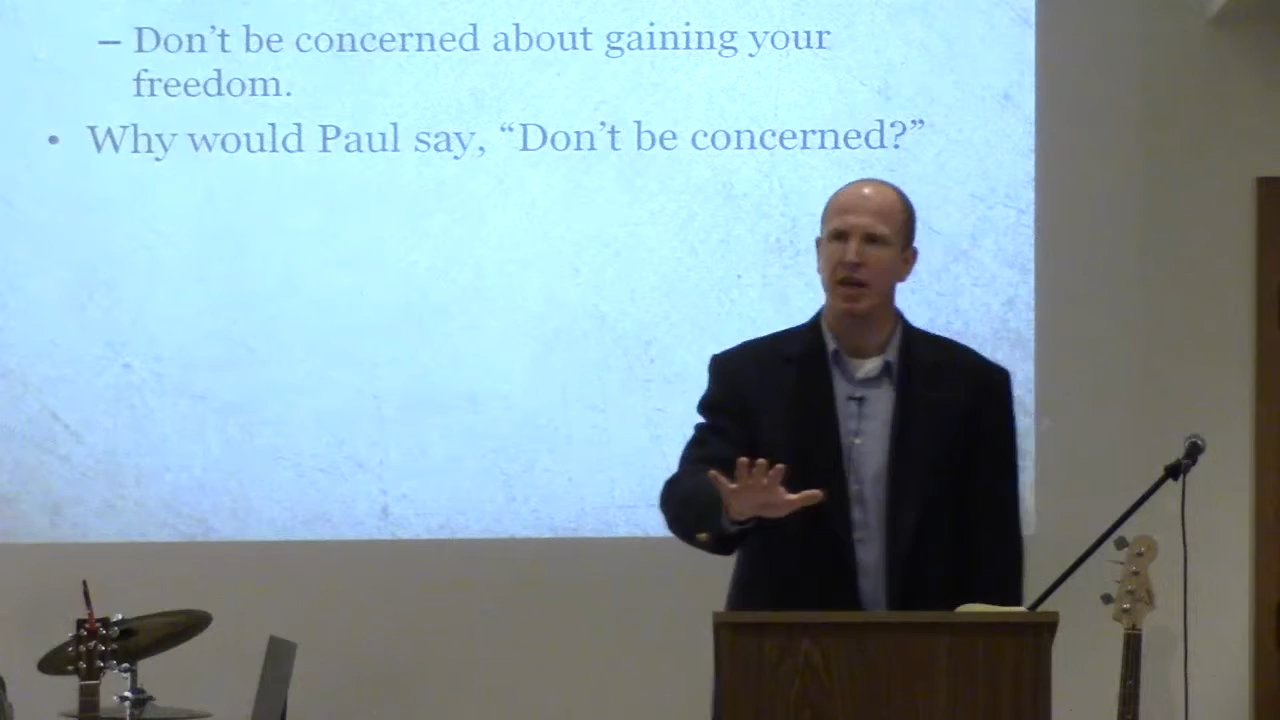 – Don't be concerned about gaining your
freedom.
• Why would Paul say, “Don't be concerned?”